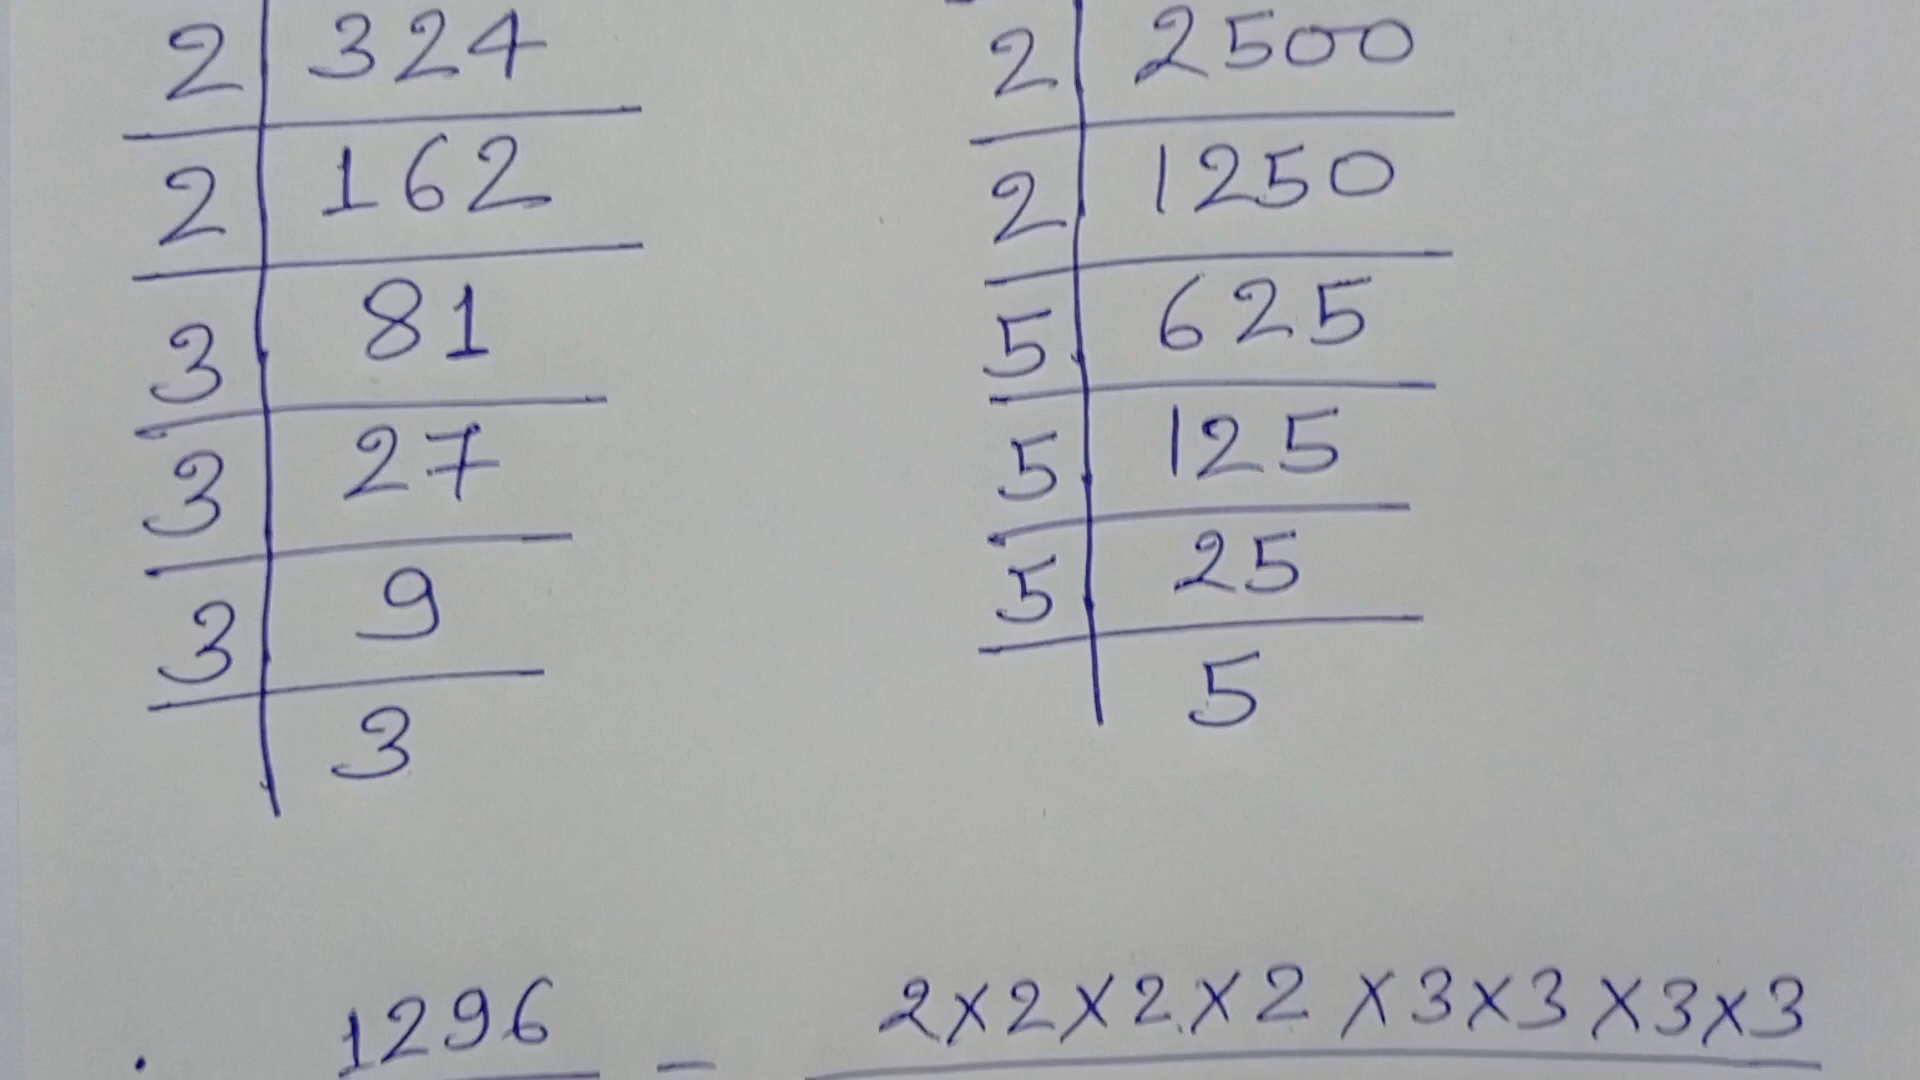 2 | 324
2 | 162
3 | 81
3 | 27
3 | 9
3
2 | 2500
2 | 1250
5 | 625
5 | 125
5 | 25
5
. 1296 = 2×2×2×2×3×3×3×3